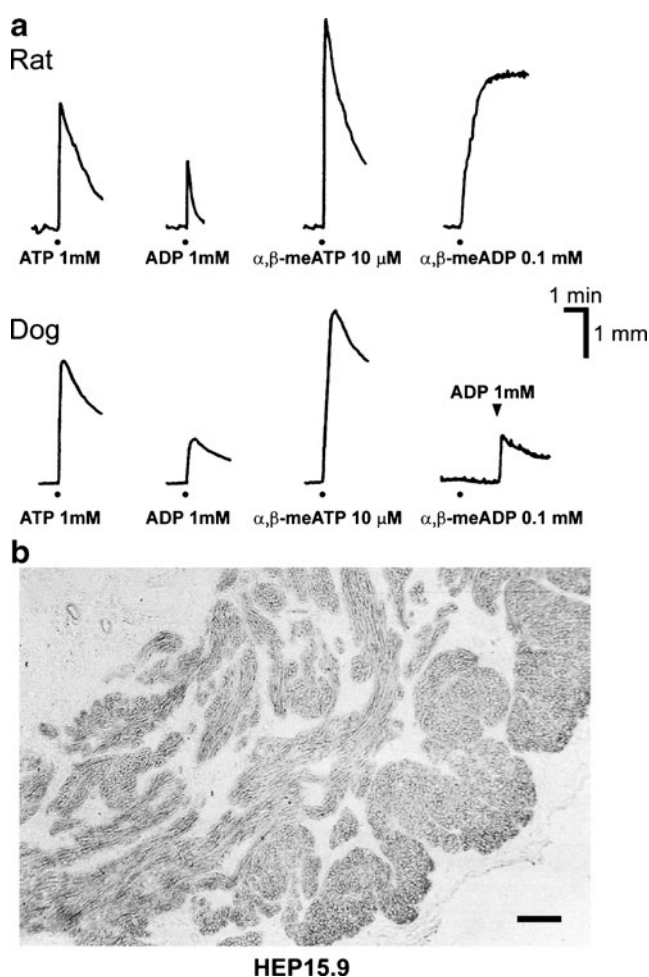 a
Rat
ATP 1mM ADP 1mM α,β-meATP 10 μM α,β-meADP 0.1 mM
1 min
1 mm
Dog
ADP 1mM
ATP 1mM ADP 1mM α,β-meATP 10 μM α,β-meADP 0.1 mM
b
HEP15.9